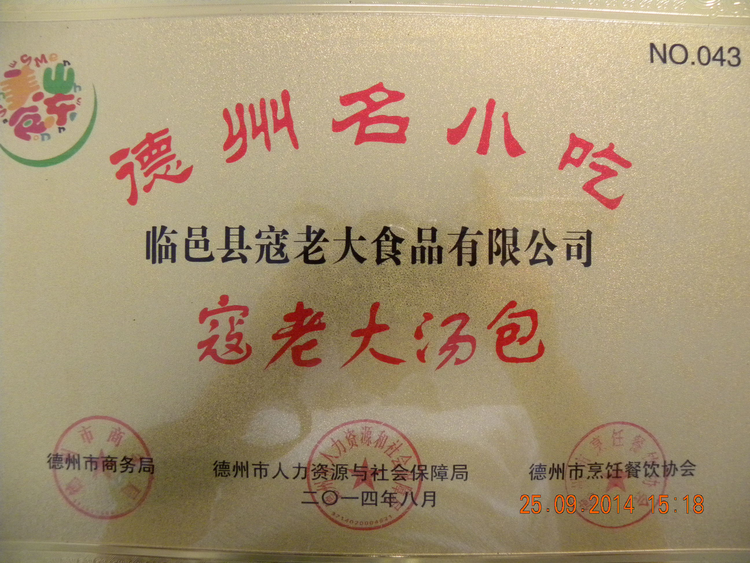 NO.043
德州名小吃
临邑县寇老大食品有限公司
寇老大汤包
德州市商务局
德州市人力资源与社会保障局
德州市烹饪餐饮协会
二〇一四年八月
25.09.2014 15:18